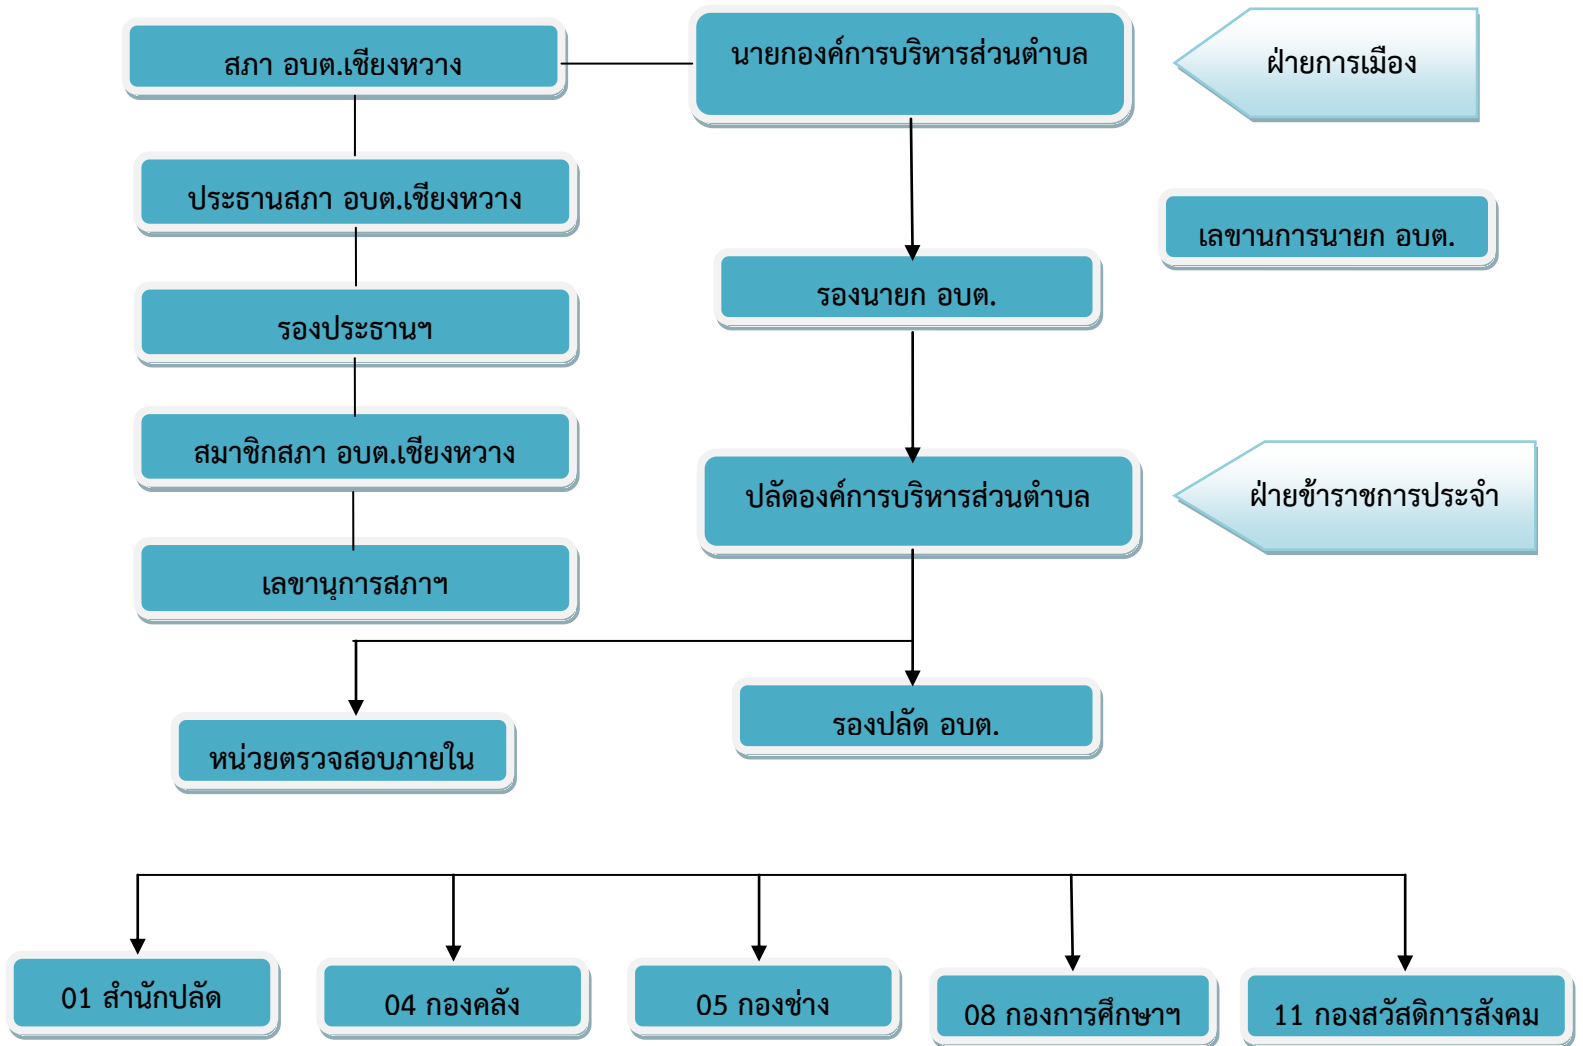 สภา อบต.เชียงหวาง
นายกองค์การบริหารส่วนตำบล
ฝ่ายการเมือง
ประธานสภา อบต.เชียงหวาง
เลขานุการนายก อบต.
รองนายก อบต.
รองประธานฯ
สมาชิกสภา อบต.เชียงหวาง
ปลัดองค์การบริหารส่วนตำบล
ฝ่ายข้าราชการประจำ
เลขานุการสภาฯ
รองปลัด อบต.
หน่วยตรวจสอบภายใน
01 สำนักปลัด
04 กองคลัง
05 กองช่าง
08 กองการศึกษาฯ
11 กองสวัสดิการสังคม